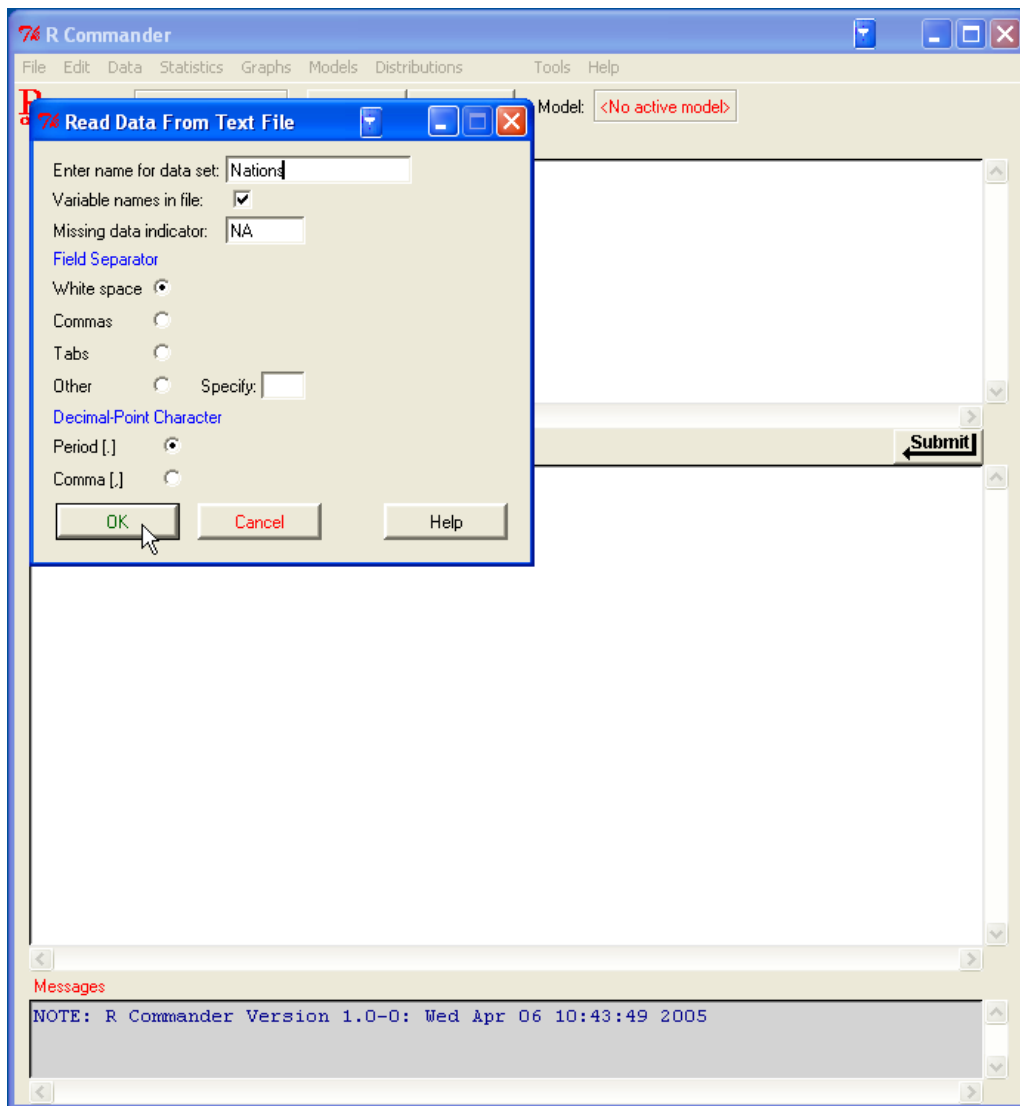 R Commander
File Edit Data Statistics Graphs Models Distributions Tools Help
R
Model: <No active model>
Read Data From Text File
Enter name for data set: Nations
Variable names in file:
Missing data indicator: NA
Field Separator
White space
Commas
Tabs
Other Specify:
Decimal-Point Character
Period [.]
Comma [,]
OK Cancel Help
Submit
Messages
NOTE: R Commander Version 1.0-0: Wed Apr 06 10:43:49 2005